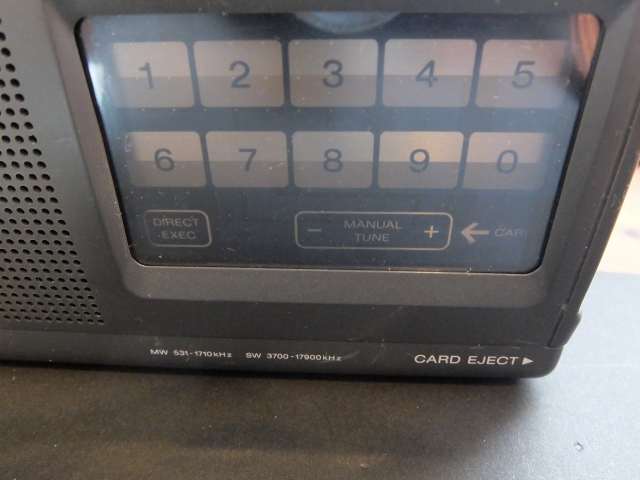 1 2 3 4 5
6 7 8 9 0
DIRECT
·EXEC
− MANUAL TUNE +
← CAR
MW 531-1710kHz SW 3700-17900kHz
CARD EJECT ▶